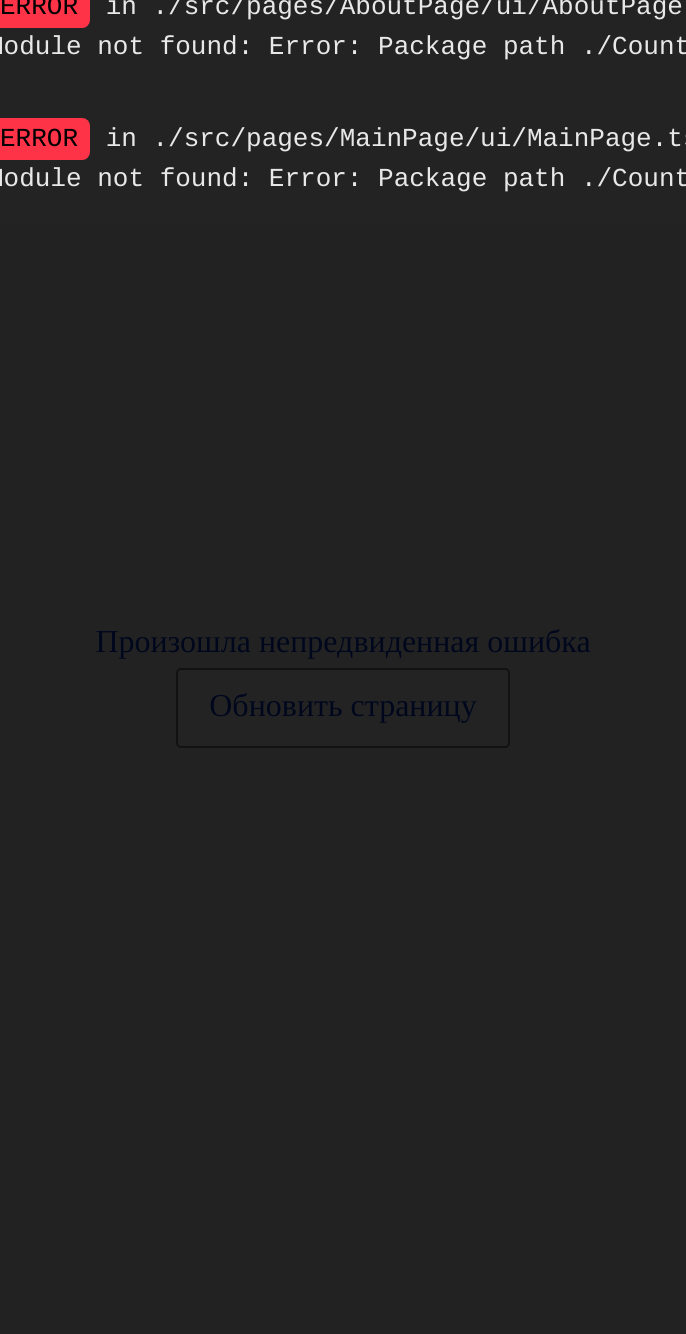 ERROR in ./src/pages/AboutPage/ui/AboutPage
Module not found: Error: Package path ./Count
ERROR in ./src/pages/MainPage/ui/MainPage.ts
Module not found: Error: Package path ./Count
Произошла непредвиденная ошибка
Обновить страницу